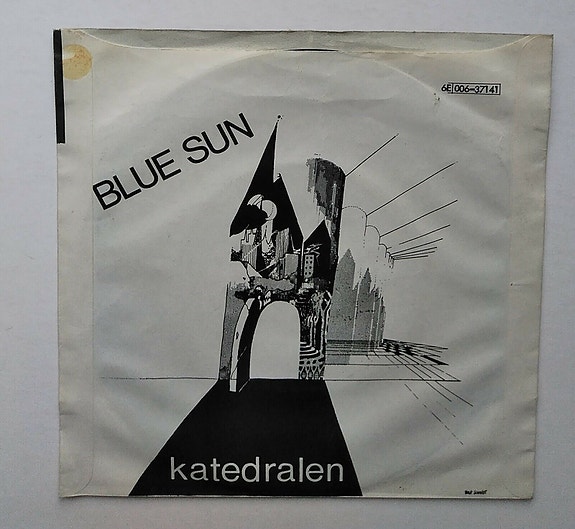 6E 006-37141
BLUE SUN
katedralen